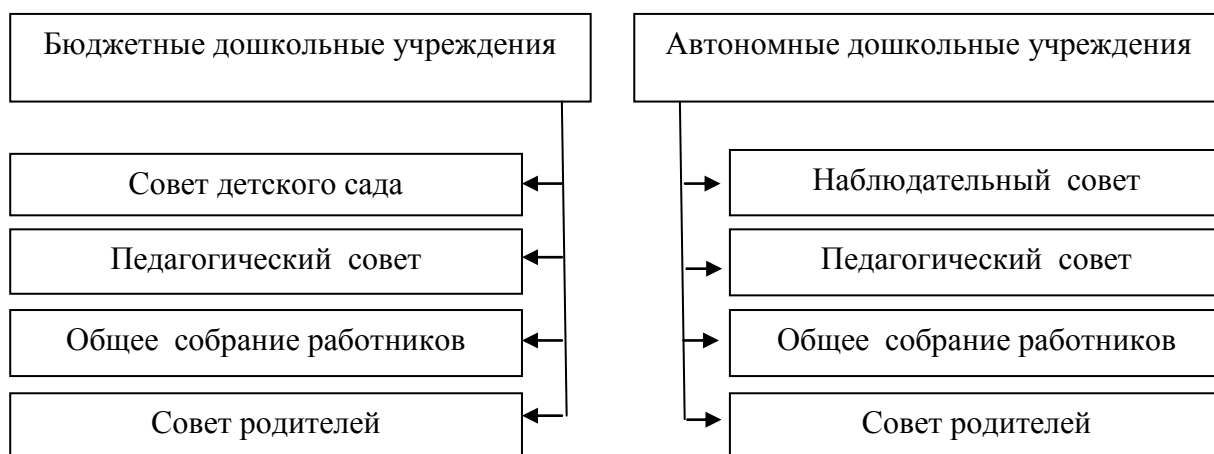 Бюджетные дошкольные учреждения
Совет детского сада
Педагогический совет
Общее собрание работников
Совет родителей
Автономные дошкольные учреждения
Наблюдательный совет
Педагогический совет
Общее собрание работников
Совет родителей